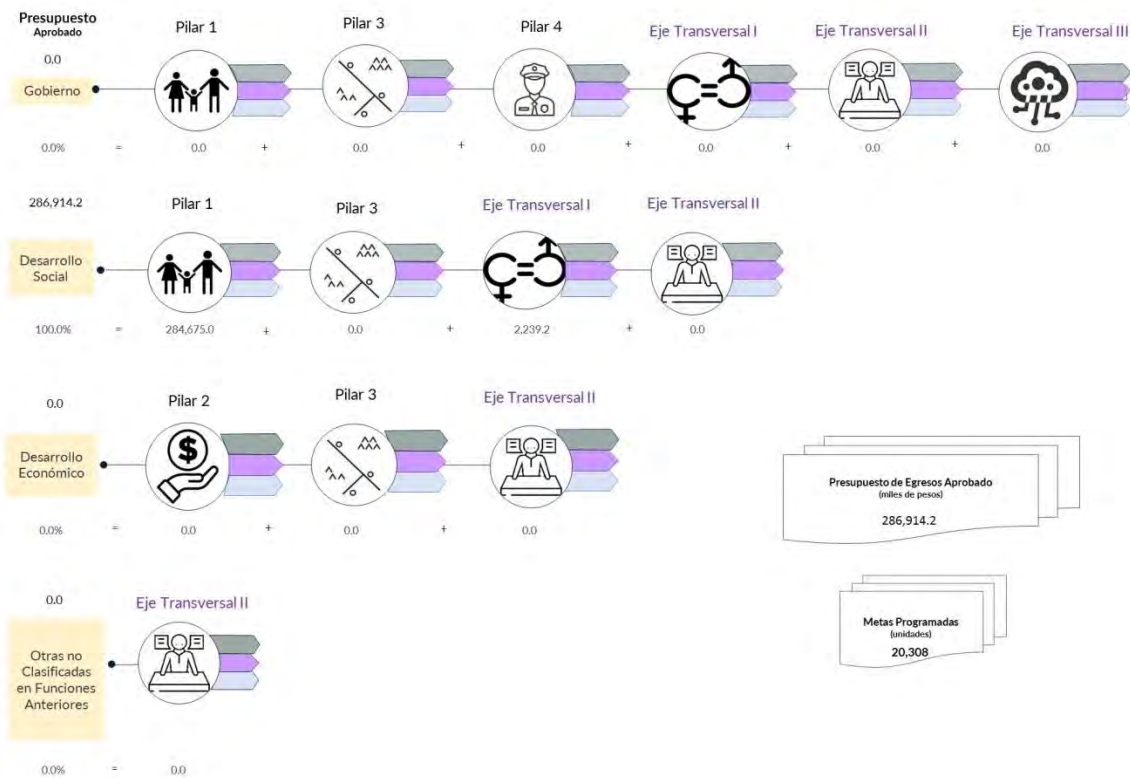 Presupuesto
Aprobado
Pilar 1
Pilar 3
Pilar 4
Eje Transversal I
Eje Transversal II
Eje Transversal III
0.0
Gobierno
0.0% = 0.0 + 0.0 + 0.0 + 0.0 + 0.0 + 0.0
286,914.2
Pilar 1
Pilar 3
Eje Transversal I
Eje Transversal II
Desarrollo
Social
100.0% = 284,675.0 + 0.0 + 2,239.2 + 0.0
0.0
Pilar 2
Pilar 3
Eje Transversal II
Desarrollo
Económico
0.0% = 0.0 + 0.0 + 0.0
Presupuesto de Egresos Aprobado
(miles de pesos)
286,914.2
0.0
Eje Transversal II
Otras no
Clasificadas
en Funciones
Anteriores
0.0% = 0.0
Metas Programadas
(unidades)
20,308